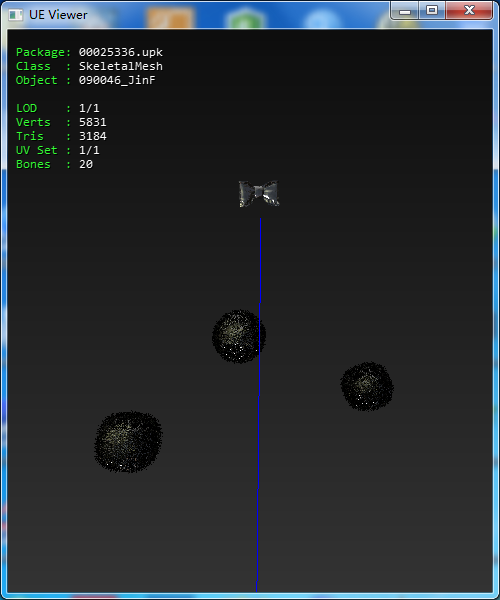 UE Viewer
Package: 00025336.upk
Class  : SkeletalMesh
Object : 090046_JinF
LOD    : 1/1
Verts  : 5831
Tris   : 3184
UV Set : 1/1
Bones  : 20